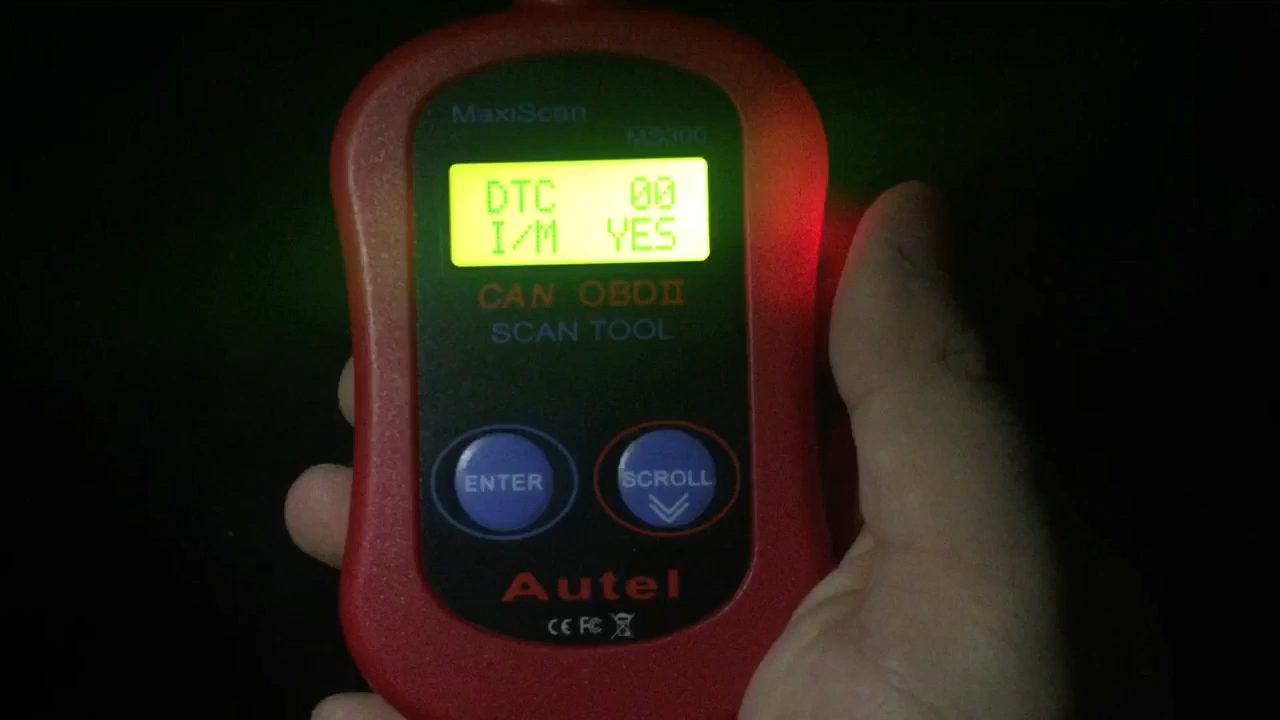 MaxiScan
MS300
DTC 00
I/M YES
CAN OBDII
SCAN TOOL
ENTER
SCROLL
Autel
CE FC